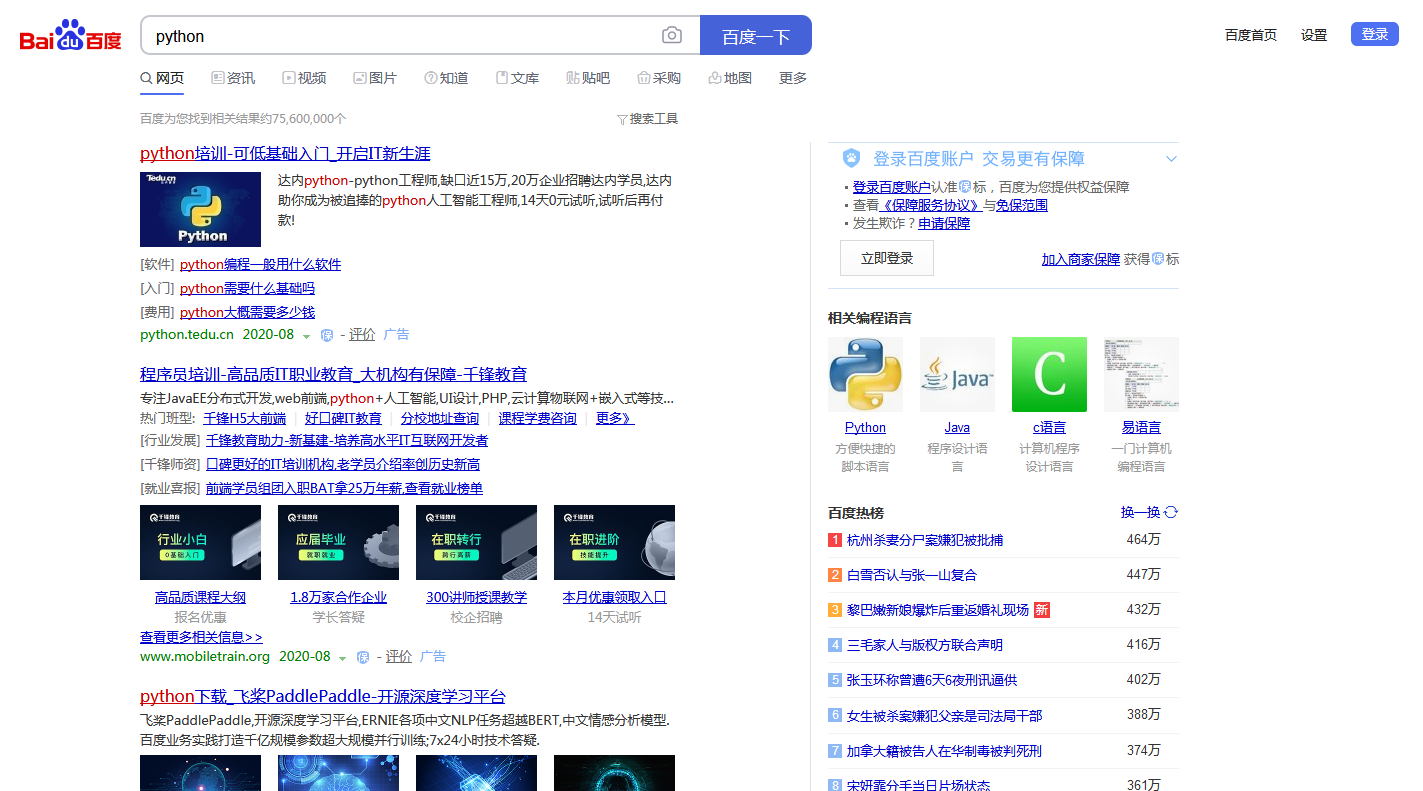 Bai du 百度
python
百度一下
百度首页
设置
登录
网页
资讯
视频
图片
知道
文库
贴吧
采购
地图
更多
百度为您找到相关结果约75,600,000个
搜索工具
python培训-可低基础入门_开启IT新生涯
Tedu.cn
Python
达内python-python工程师,缺口近15万,20万企业招聘达内学员,达内
助你成为被追捧的python人工智能工程师,14天0元试听,试听后再付
款!
[软件] python编程一般用什么软件
[入门] python需要什么基础吗
[费用] python大概需要多少钱
python.tedu.cn 2020-08 保 - 评价 广告
程序员培训-高品质IT职业教育_大机构有保障-千锋教育
专注JavaEE分布式开发,web前端,python+人工智能,UI设计,PHP,云计算物联网+嵌入式等技...
热门班型: 千锋H5大前端 | 好口碑IT教育 | 分校地址查询 | 课程学费咨询 | 更多》
[行业发展] 千锋教育助力-新基建-培养高水平IT互联网开发者
[千锋师资] 口碑更好的IT培训机构,老学员介绍率创历史新高
[就业喜报] 前端学员组团入职BAT拿25万年薪,查看就业榜单
千锋教育
行业小白
0基础入门
千锋教育
应届毕业
就职就业
千锋教育
在职转行
跨行高薪
千锋教育
在职进阶
技能提升
高品质课程大纲
报名优惠
1.8万家合作企业
学长答疑
300讲师授课教学
校企招聘
本月优惠领取入口
14天试听
查看更多相关信息>>
www.mobiletrain.org 2020-08 保 - 评价 广告
python下载_飞桨PaddlePaddle-开源深度学习平台
飞桨PaddlePaddle,开源深度学习平台,ERNIE各项中文NLP任务超越BERT,中文情感分析模型.
百度业务实践打造千亿规模参数超大规模并行训练;7x24小时技术答疑.
登录百度账户 交易更有保障
登录百度账户认准保标，百度为您提供权益保障
查看《保障服务协议》与免保范围
发生欺诈？申请保障
立即登录
加入商家保障 获得保标
相关编程语言
Java
C
Python
方便快捷的
脚本语言
Java
程序设计语
言
c语言
计算机程序
设计语言
易语言
一门计算机
编程语言
百度热榜
换一换
1 杭州杀妻分尸案嫌犯被批捕 464万
2 白雪否认与张一山复合 447万
3 黎巴嫩新娘爆炸后重返婚礼现场 新 432万
4 三毛家人与版权方联合声明 416万
5 张玉环称曾遭6天6夜刑讯逼供 402万
6 女生被杀案嫌犯父亲是司法局干部 388万
7 加拿大籍被告人在华制毒被判死刑 374万
8 宋妍霏分手当日片场状态 361万